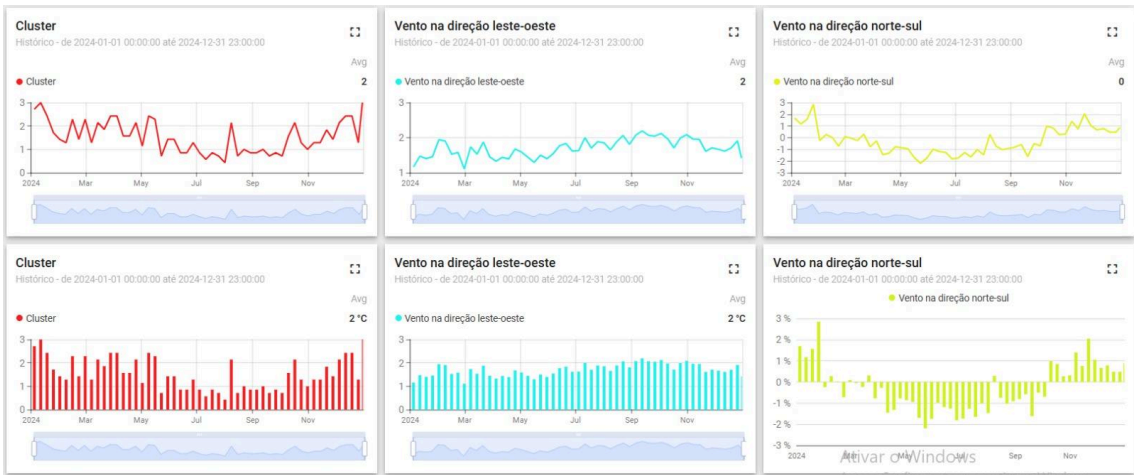 Cluster
Histórico - de 2024-01-01 00:00:00 até 2024-12-31 23:00:00
Avg
Cluster 2
3
2
1
0
2024 Mar May Jul Sep Nov
Vento na direção leste-oeste
Histórico - de 2024-01-01 00:00:00 até 2024-12-31 23:00:00
Avg
Vento na direção leste-oeste 2
3
2
1
2024 Mar May Jul Sep Nov
Vento na direção norte-sul
Histórico - de 2024-01-01 00:00:00 até 2024-12-31 23:00:00
Avg
Vento na direção norte-sul 0
2
1
0
-1
-2
-3
2024 Mar May Jul Sep Nov
Cluster
Histórico - de 2024-01-01 00:00:00 até 2024-12-31 23:00:00
Avg
Cluster 2 °C
3
2
1
0
2024 Mar May Jul Sep Nov
Vento na direção leste-oeste
Histórico - de 2024-01-01 00:00:00 até 2024-12-31 23:00:00
Avg
Vento na direção leste-oeste 2 °C
3
2
1
0
2024 Mar May Jul Sep Nov
Vento na direção norte-sul
Histórico - de 2024-01-01 00:00:00 até 2024-12-31 23:00:00
Vento na direção norte-sul
3 %
2 %
1 %
0 %
-1 %
-2 %
-3 %
2024 Mar May Jul Sep Nov
Ativar o Windows